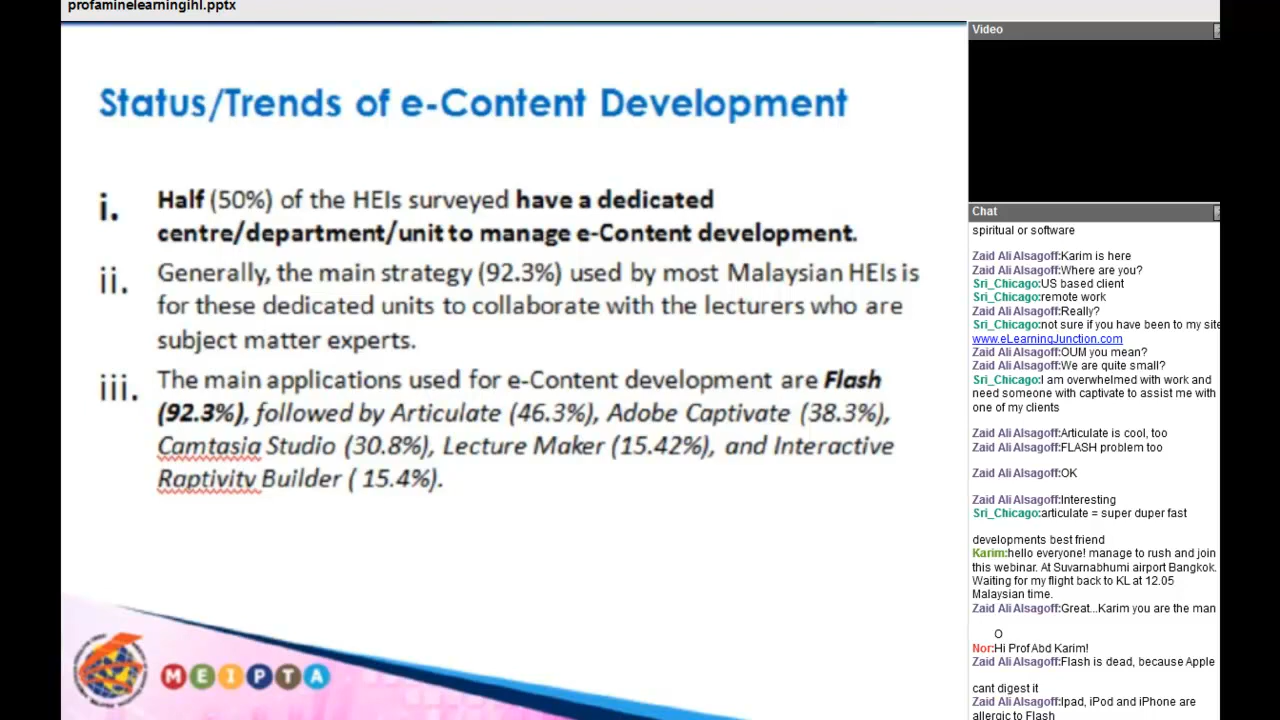 profaminelearningihl.pptx
Status/Trends of e-Content Development
i. Half (50%) of the HEIs surveyed have a dedicated
centre/department/unit to manage e-Content development.
ii. Generally, the main strategy (92.3%) used by most Malaysian HEIs is
for these dedicated units to collaborate with the lecturers who are
subject matter experts.
iii. The main applications used for e-Content development are Flash
(92.3%), followed by Articulate (46.3%), Adobe Captivate (38.3%),
Camtasia Studio (30.8%), Lecture Maker (15.42%), and Interactive
Raptivity Builder ( 15.4%).
MEIPTA
Video
Chat
spiritual or software
Zaid Ali Alsagoff:Karim is here
Zaid Ali Alsagoff:Where are you?
Sri_Chicago:US based client
Sri_Chicago:remote work
Zaid Ali Alsagoff:Really?
Sri_Chicago:not sure if you have been to my site
www.eLearningJunction.com
Zaid Ali Alsagoff:OUM you mean?
Zaid Ali Alsagoff:We are quite small?
Sri_Chicago:I am overwhelmed with work and
need someone with captivate to assist me with
one of my clients
Zaid Ali Alsagoff:Articulate is cool, too
Zaid Ali Alsagoff:FLASH problem too
Zaid Ali Alsagoff:OK
Zaid Ali Alsagoff:Interesting
Sri_Chicago:articulate = super duper fast
developments best friend
Karim:hello everyone! manage to rush and join
this webinar. At Suvarnabhumi airport Bangkok.
Waiting for my flight back to KL at 12.05
Malaysian time.
Zaid Ali Alsagoff:Great...Karim you are the man
O
Nor:Hi Prof Abd Karim!
Zaid Ali Alsagoff:Flash is dead, because Apple
cant digest it
Zaid Ali Alsagoff:Ipad, iPod and iPhone are
allergic to Flash